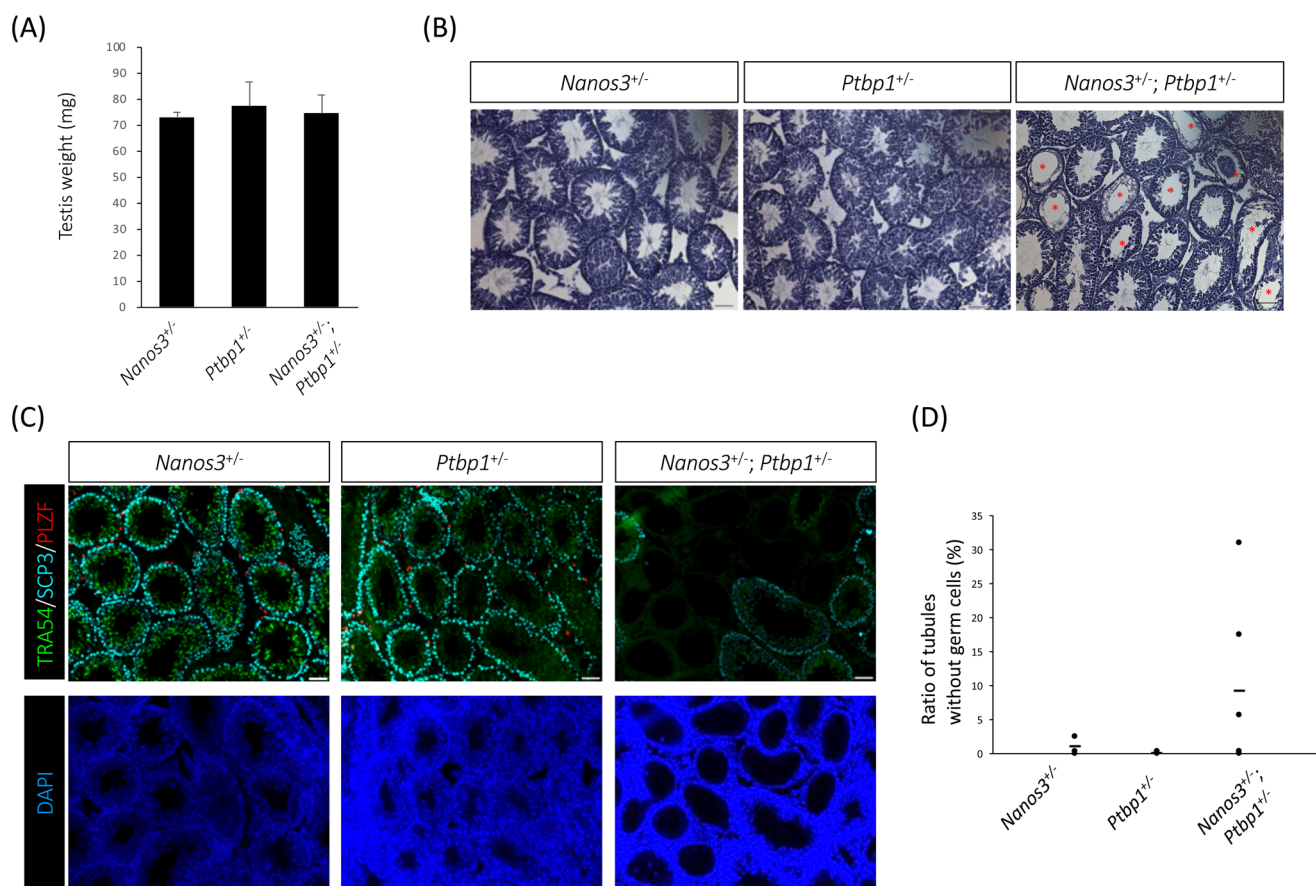 (A)
Testis weight (mg)
100
90
80
70
60
50
40
30
20
10
0
Nanos3+/-
Ptbp1+/-
Nanos3+/-;
Ptbp1+/-
(B)
Nanos3+/-
Ptbp1+/-
Nanos3+/-; Ptbp1+/-
* * * * * * * * * *
(C)
Nanos3+/-
Ptbp1+/-
Nanos3+/-; Ptbp1+/-
TRA54/SCP3/PLZF
DAPI
(D)
Ratio of tubules
without germ cells (%)
35
30
25
20
15
10
5
0
Nanos3+/-
Ptbp1+/-
Nanos3+/-;
Ptbp1+/-